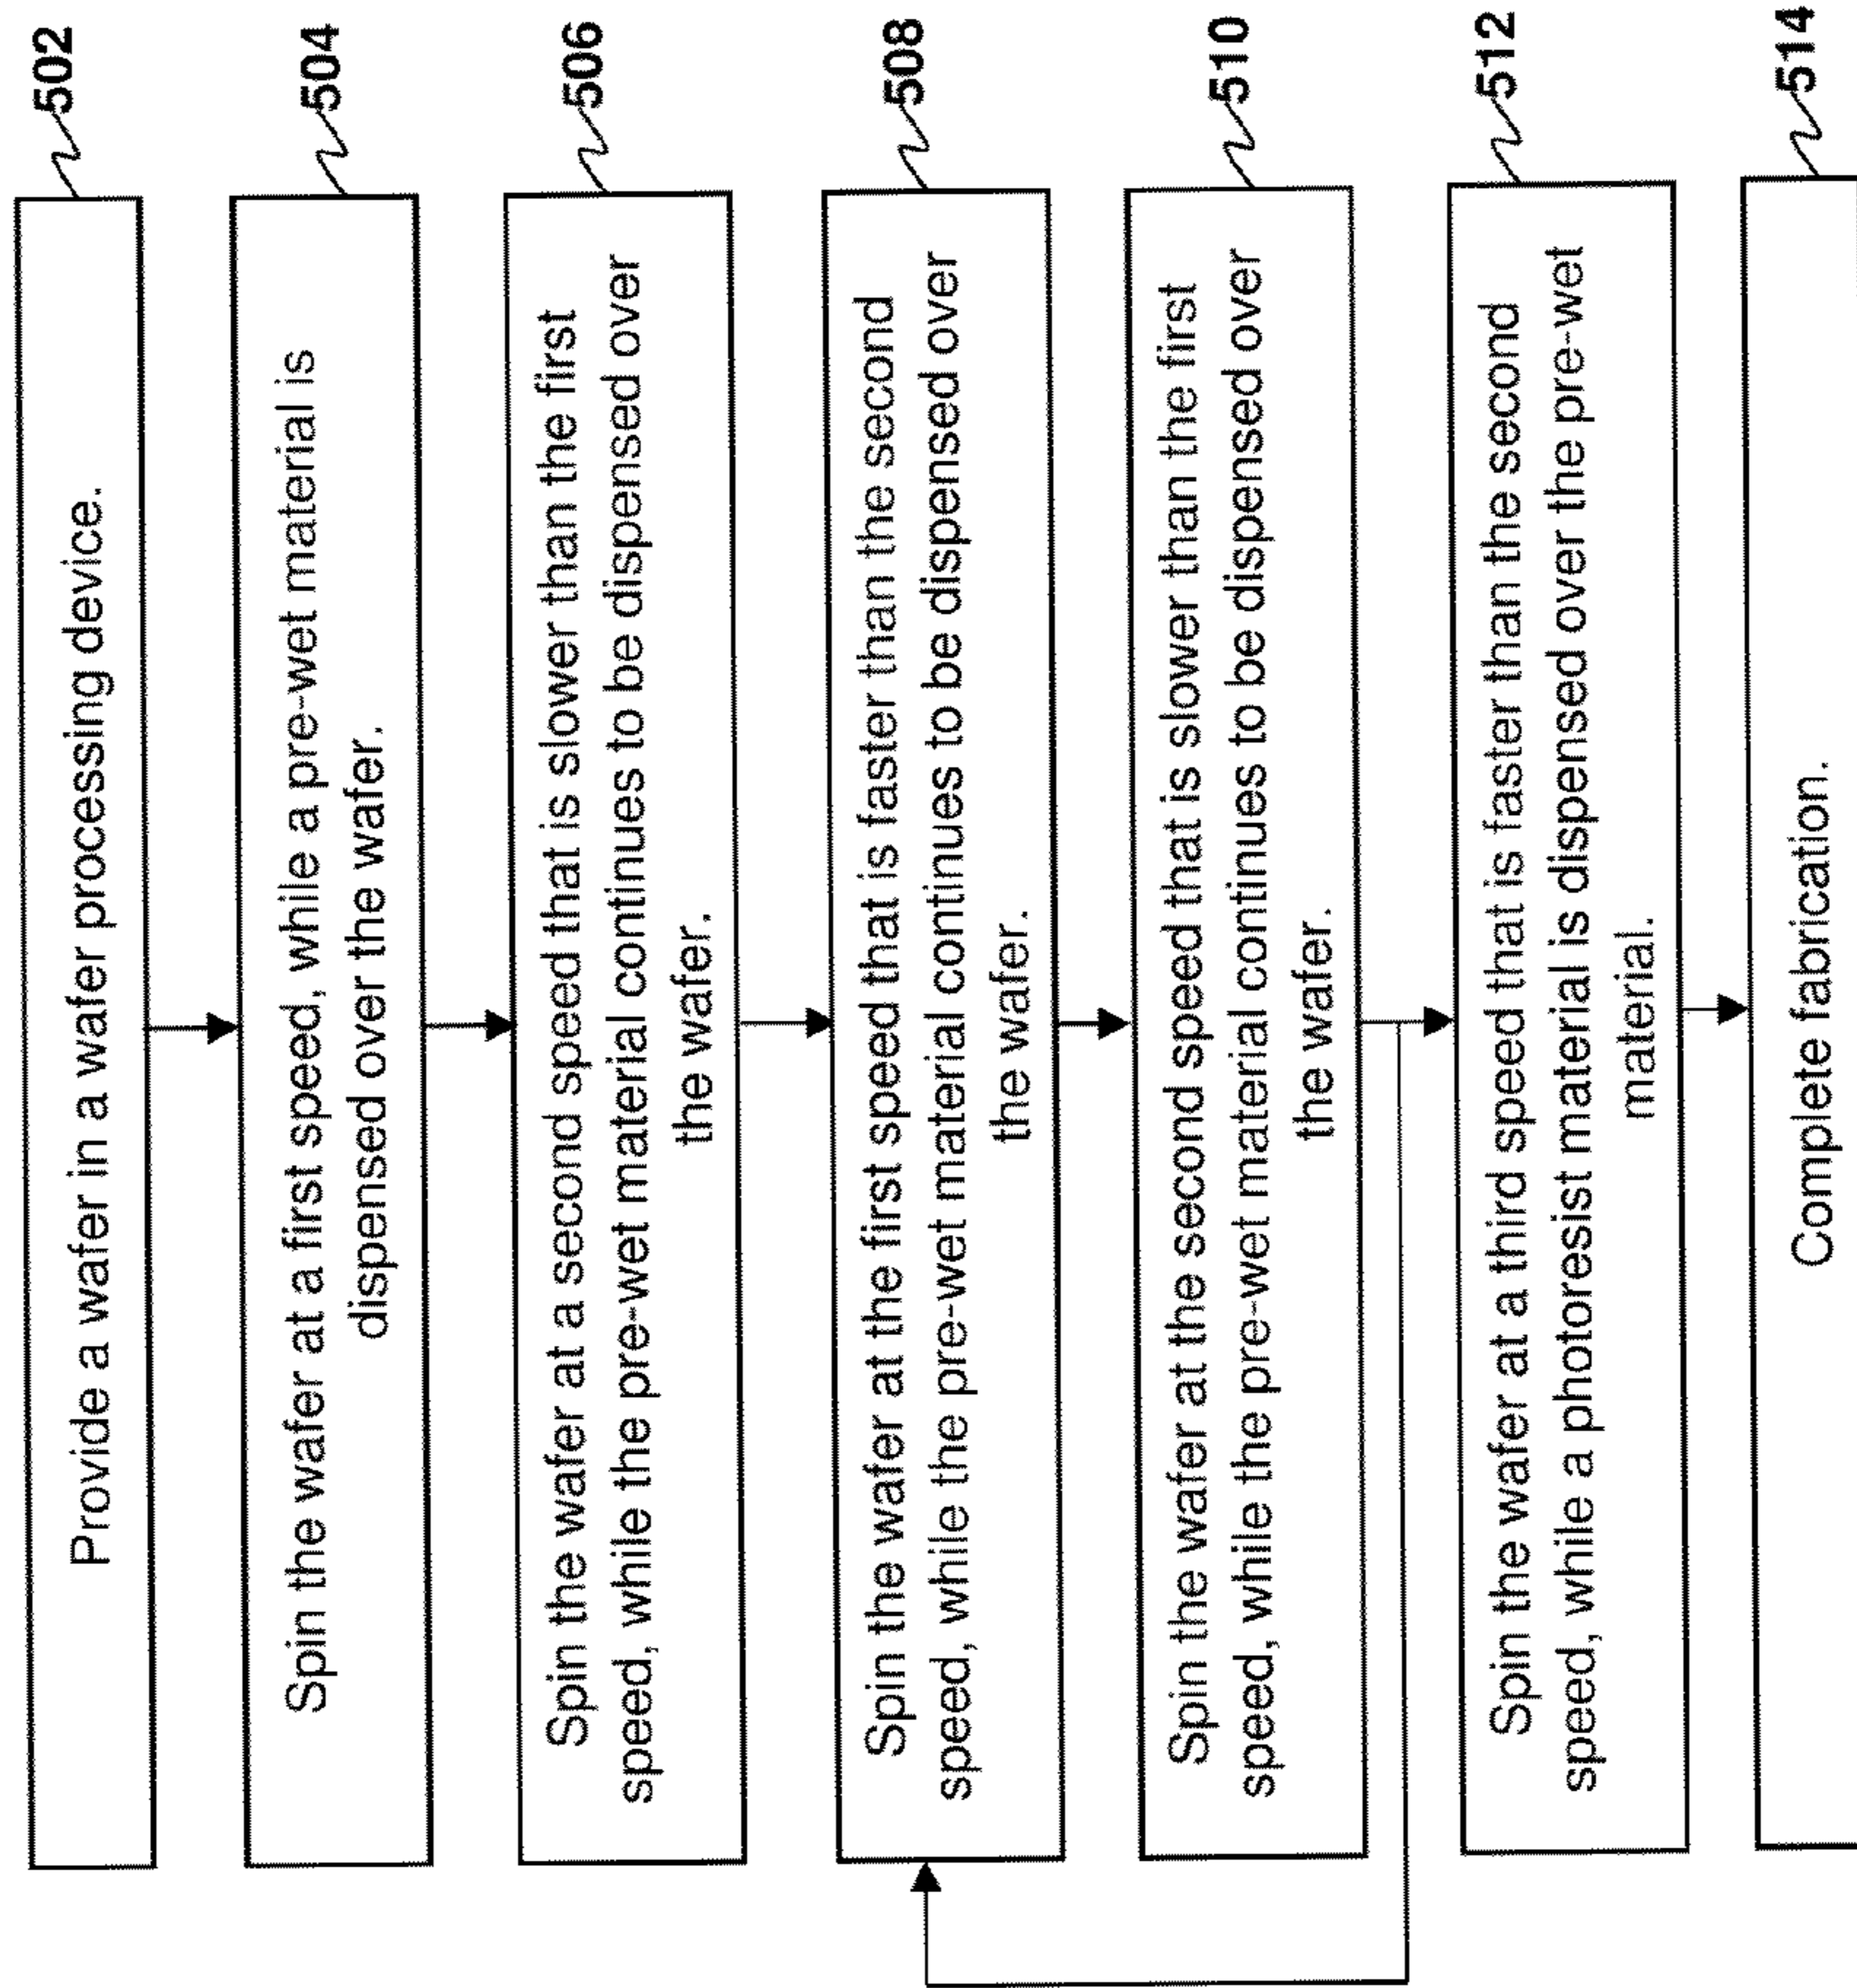 502
Provide a wafer in a wafer processing device.
504
Spin the wafer at a first speed, while a pre-wet material is
dispensed over the wafer.
506
Spin the wafer at a second speed that is slower than the first
speed, while the pre-wet material continues to be dispensed over
the wafer.
508
Spin the wafer at the first speed that is faster than the second
speed, while the pre-wet material continues to be dispensed over
the wafer.
510
Spin the wafer at the second speed that is slower than the first
speed, while the pre-wet material continues to be dispensed over
the wafer.
512
Spin the wafer at a third speed that is faster than the second
speed, while a photoresist material is dispensed over the pre-wet
material.
514
Complete fabrication.